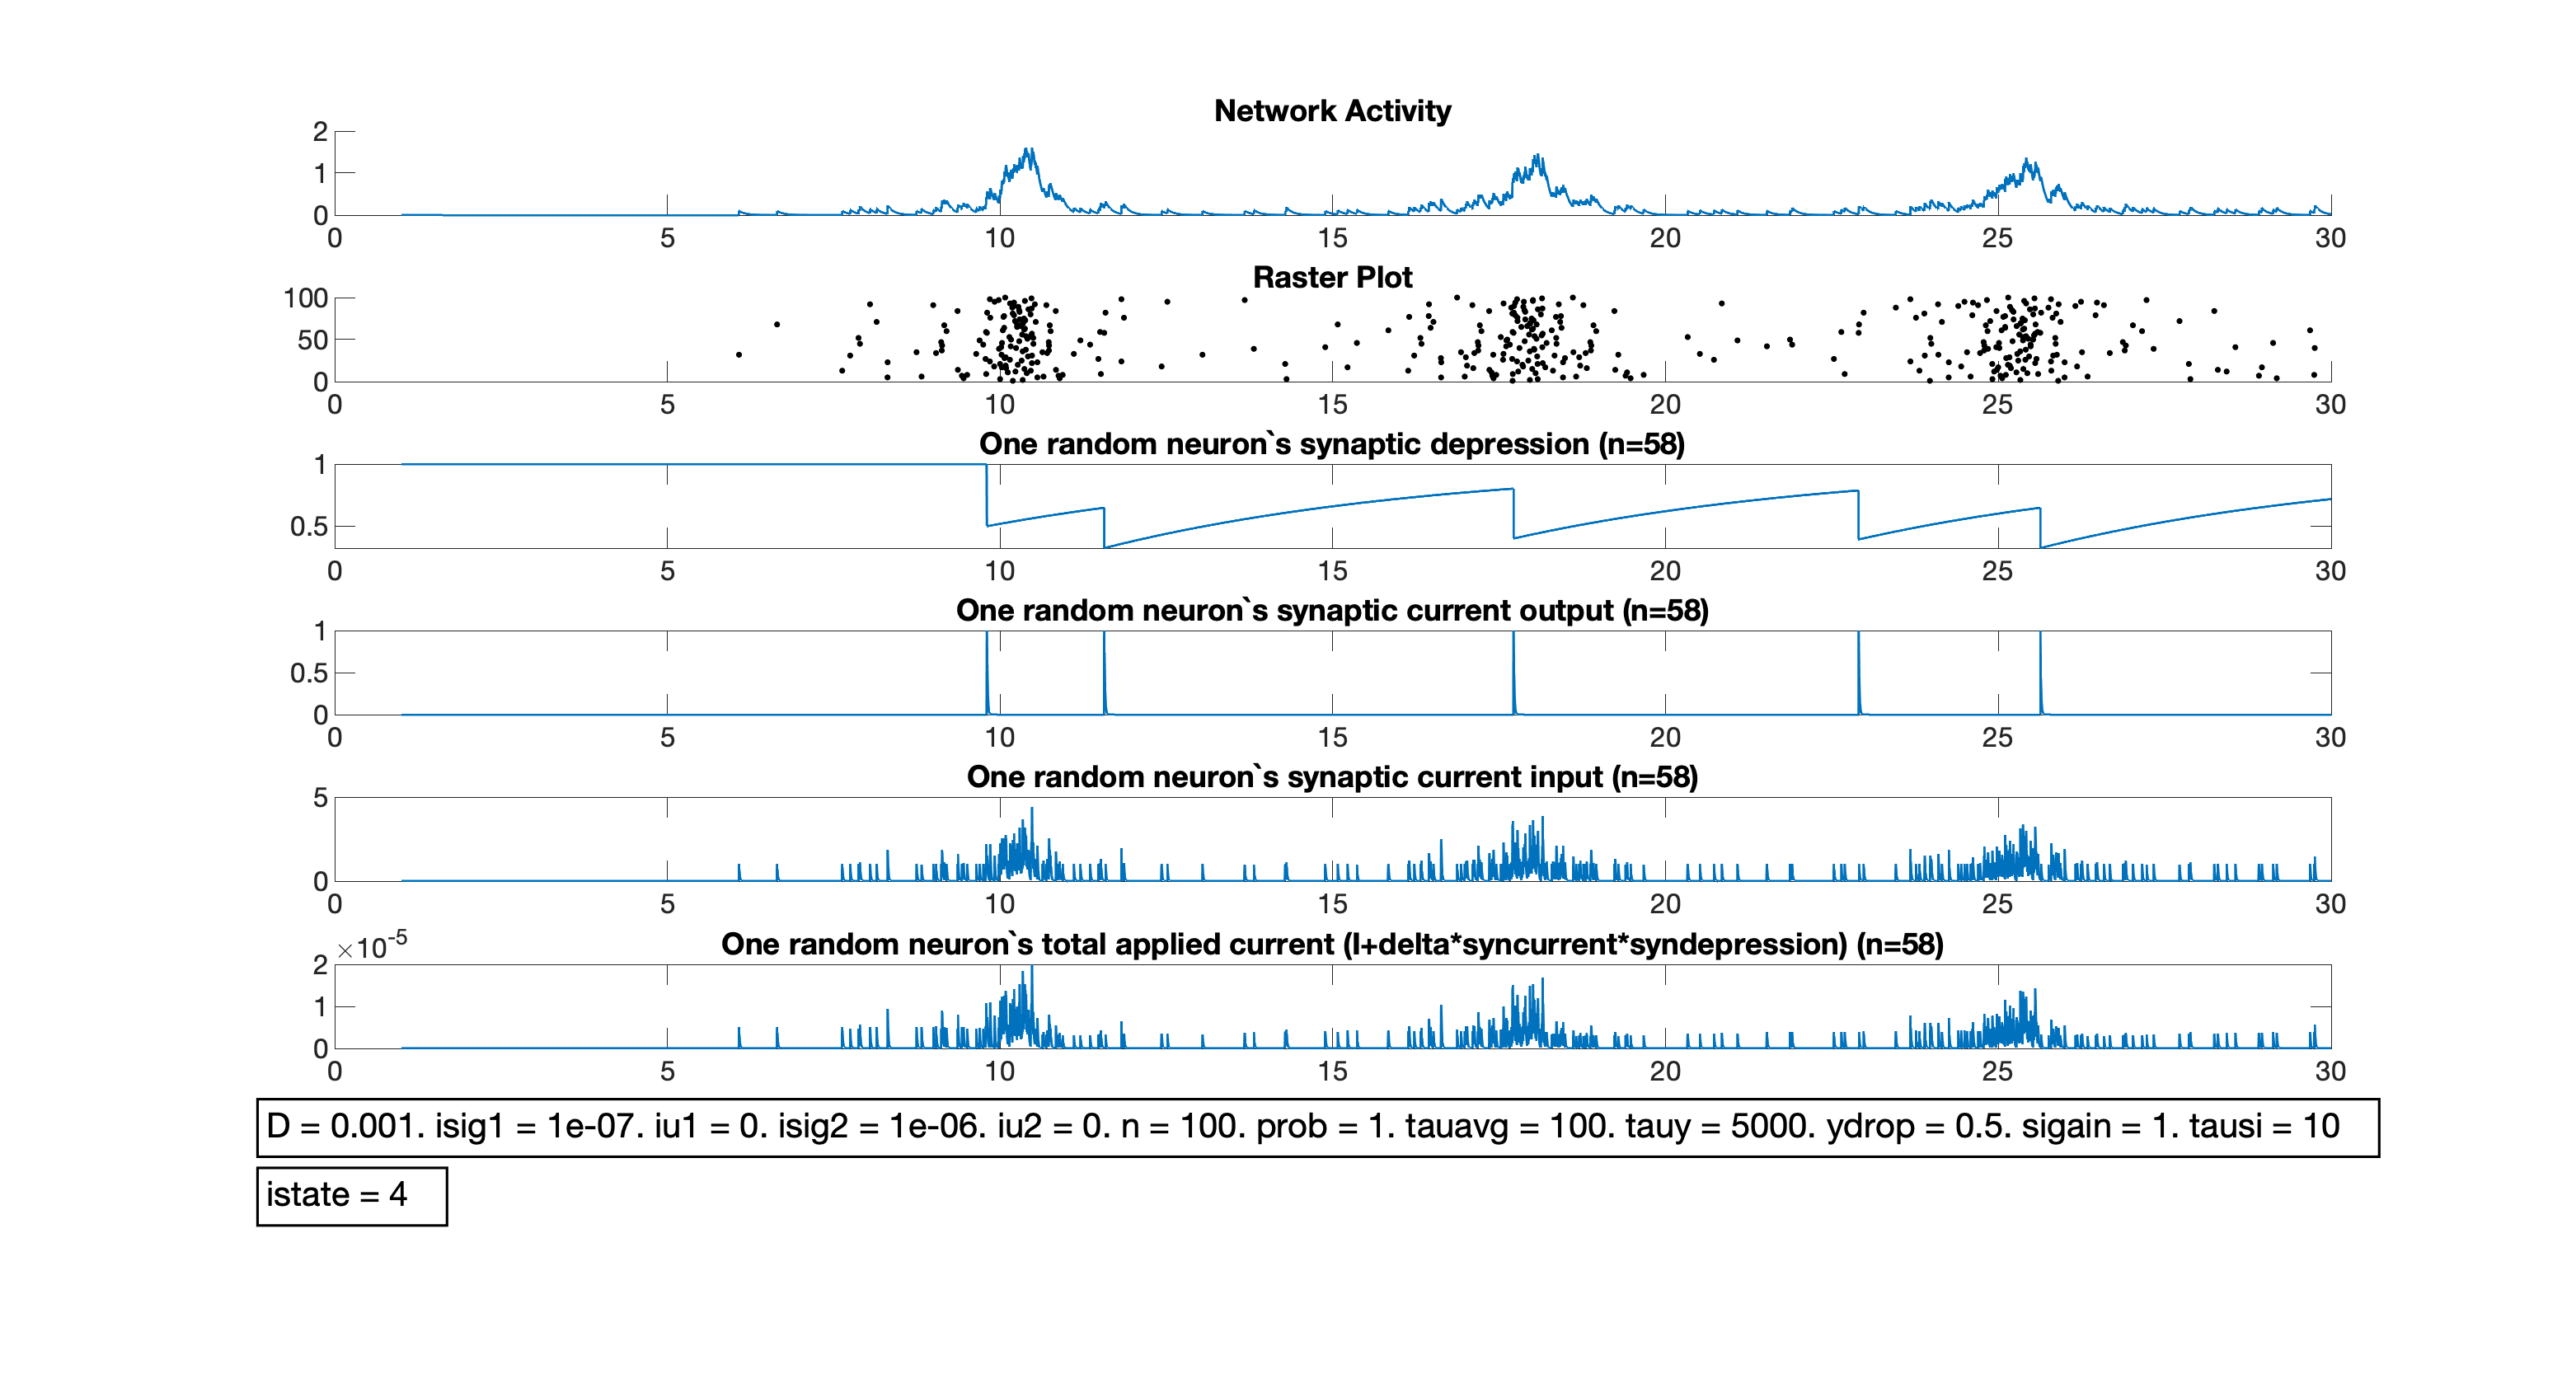 Network Activity
2
1
0
0 5 10 15 20 25 30
Raster Plot
100
50
0
0 5 10 15 20 25 30
One random neuron`s synaptic depression (n=58)
1
0.5
0 5 10 15 20 25 30
One random neuron`s synaptic current output (n=58)
1
0.5
0
0 5 10 15 20 25 30
One random neuron`s synaptic current input (n=58)
5
0
0 5 10 15 20 25 30
One random neuron`s total applied current (I+delta*syncurrent*syndepression) (n=58)
×10-5
2
1
0
0 5 10 15 20 25 30
D = 0.001. isig1 = 1e-07. iu1 = 0. isig2 = 1e-06. iu2 = 0. n = 100. prob = 1. tauavg = 100. tauy = 5000. ydrop = 0.5. sigain = 1. tausi = 10
istate = 4